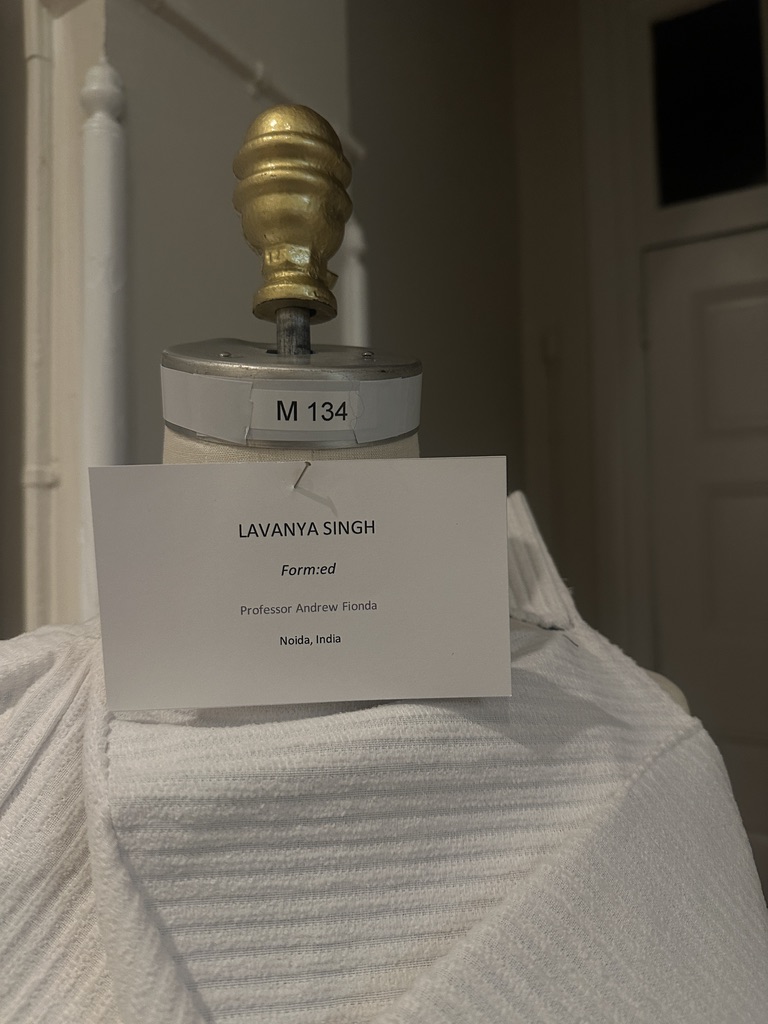 M 134
LAVANYA SINGH
Form:ed
Professor Andrew Fionda
Noida, India